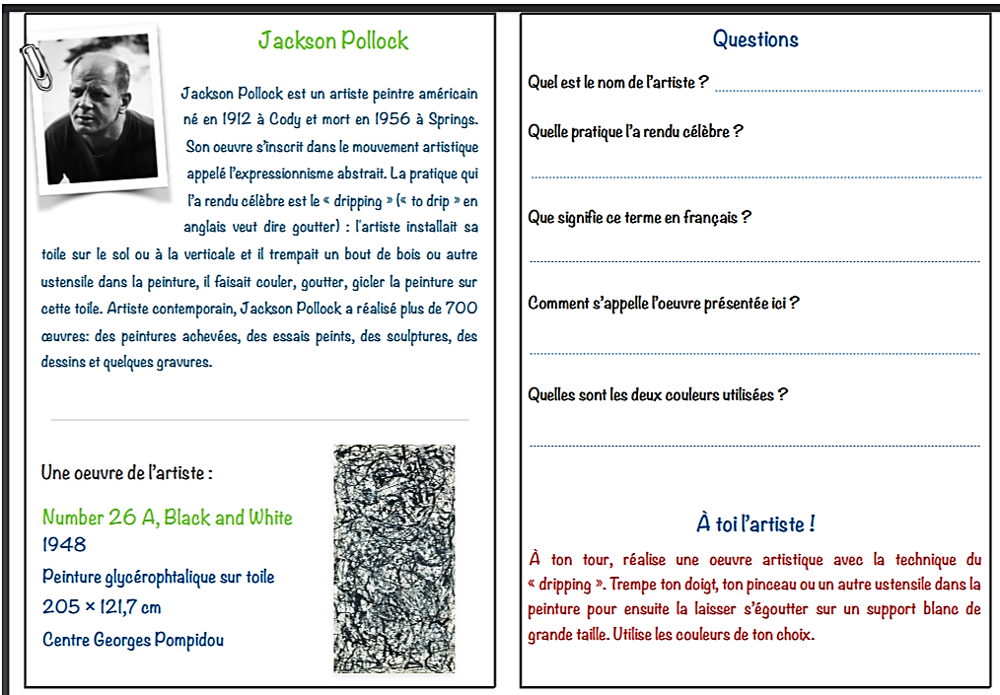 Jackson Pollock
Jackson Pollock est un artiste peintre américain
né en 1912 à Cody et mort en 1956 à Springs.
Son oeuvre s'inscrit dans le mouvement artistique
appelé l'expressionnisme abstrait. La pratique qui
l'a rendu célèbre est le « dripping » (« to drip » en
anglais veut dire goutter) : l'artiste installait sa
toile sur le sol ou à la verticale et il trempait un bout de bois ou autre
ustensile dans la peinture, il faisait couler, goutter, gicler la peinture sur
cette toile. Artiste contemporain, Jackson Pollock a réalisé plus de 700
œuvres: des peintures achevées, des essais peints, des sculptures, des
dessins et quelques gravures.
Une oeuvre de l'artiste :
Number 26 A, Black and White
1948
Peinture glycérophtalique sur toile
205 × 121,7 cm
Centre Georges Pompidou
Questions
Quel est le nom de l'artiste ?
Quelle pratique l'a rendu célèbre ?
Que signifie ce terme en français ?
Comment s'appelle l'oeuvre présentée ici ?
Quelles sont les deux couleurs utilisées ?
À toi l'artiste !
À ton tour, réalise une oeuvre artistique avec la technique du
« dripping ». Trempe ton doigt, ton pinceau ou un autre ustensile dans la
peinture pour ensuite la laisser s'égoutter sur un support blanc de
grande taille. Utilise les couleurs de ton choix.